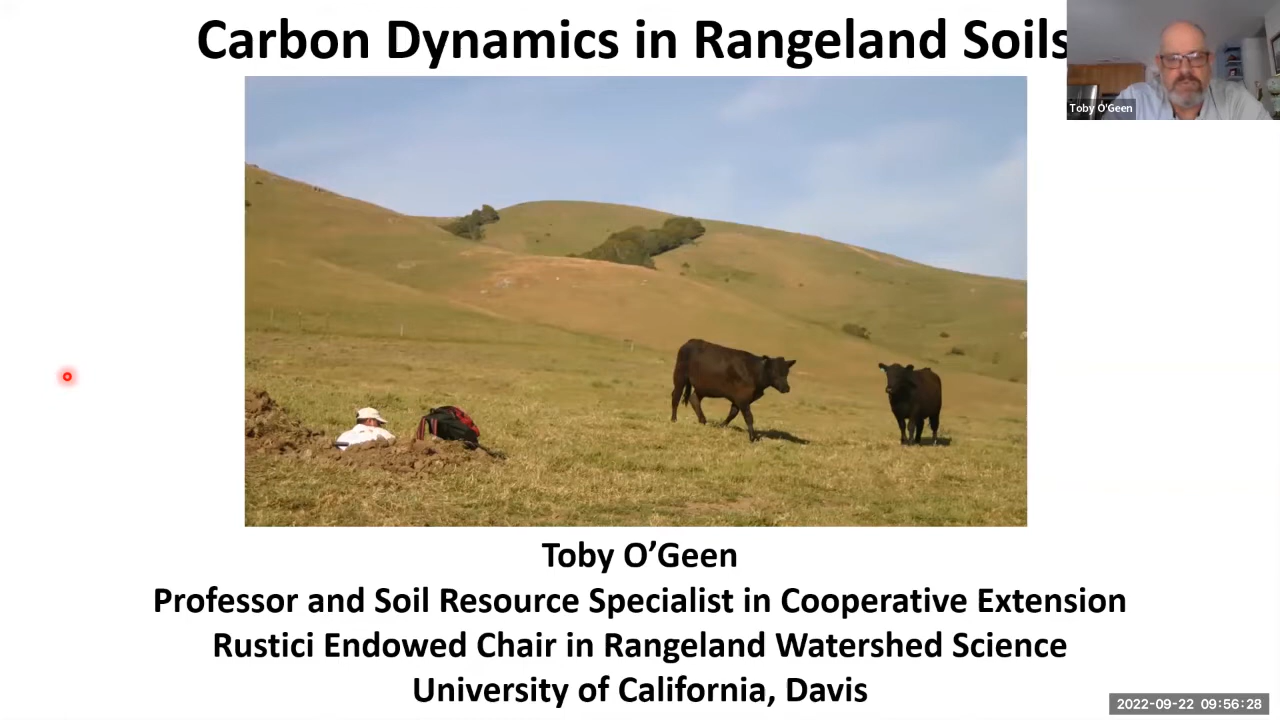 Carbon Dynamics in Rangeland Soils
Toby O'Geen
Toby O’Geen
Professor and Soil Resource Specialist in Cooperative Extension
Rustici Endowed Chair in Rangeland Watershed Science
University of California, Davis
2022-09-22 09:56:28